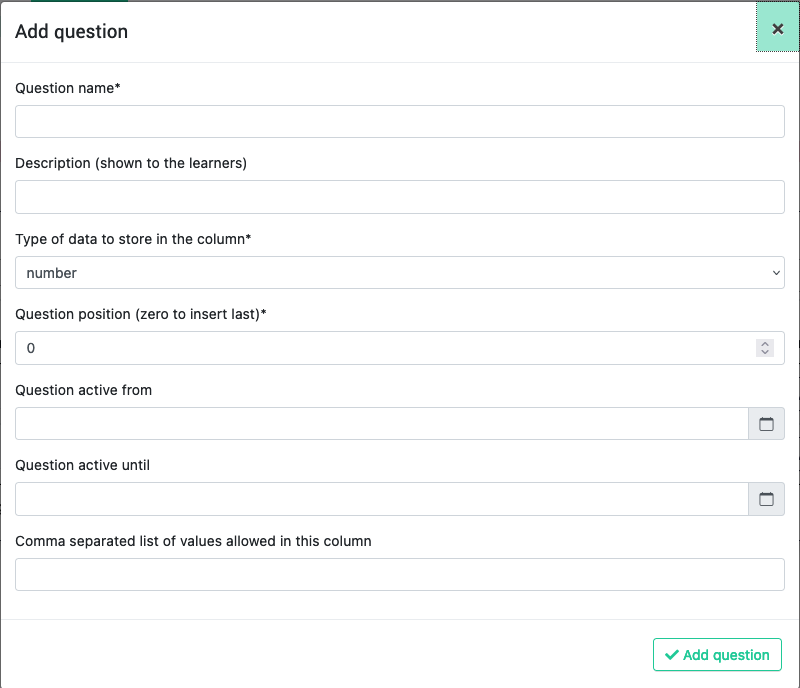 Add question
Question name*
Description (shown to the learners)
Type of data to store in the column*
number
Question position (zero to insert last)*
0
Question active from
Question active until
Comma separated list of values allowed in this column
Add question